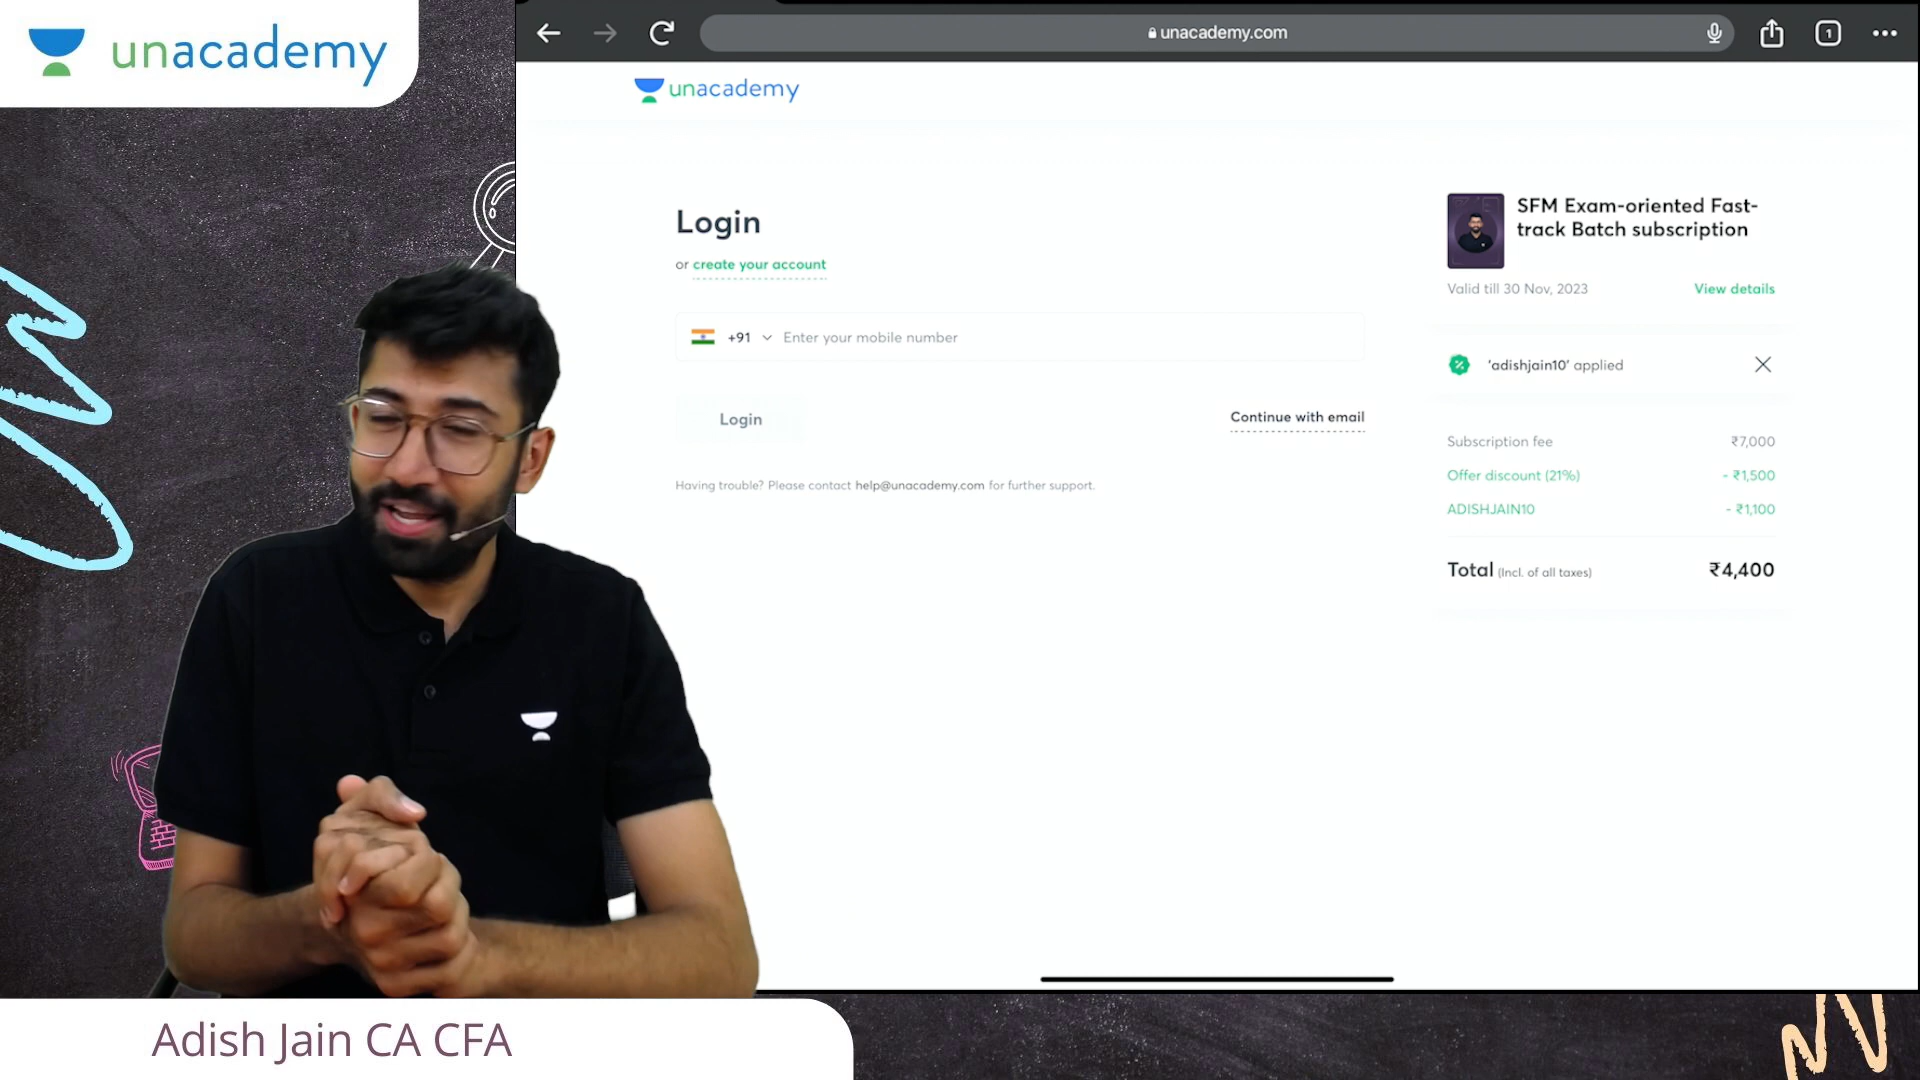 unacademy
unacademy.com
1
unacademy
Login
or create your account
+91 Enter your mobile number
Login
Continue with email
Having trouble? Please contact help@unacademy.com for further support.
SFM Exam-oriented Fast-
track Batch subscription
Valid till 30 Nov, 2023
View details
'adishjain10' applied
Subscription fee ₹7,000
Offer discount (21%) - ₹1,500
ADISHJAIN10 - ₹1,100
Total (Incl. of all taxes) ₹4,400
Adish Jain CA CFA